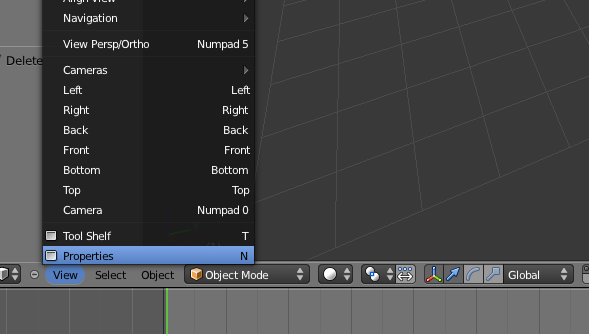 Align View
Navigation
View Persp/Ortho Numpad 5
Delete
Cameras
Left Left
Right Right
Back Back
Front Front
Bottom Bottom
Top Top
Camera Numpad 0
Tool Shelf T
Properties N
View Select Object Object Mode Global